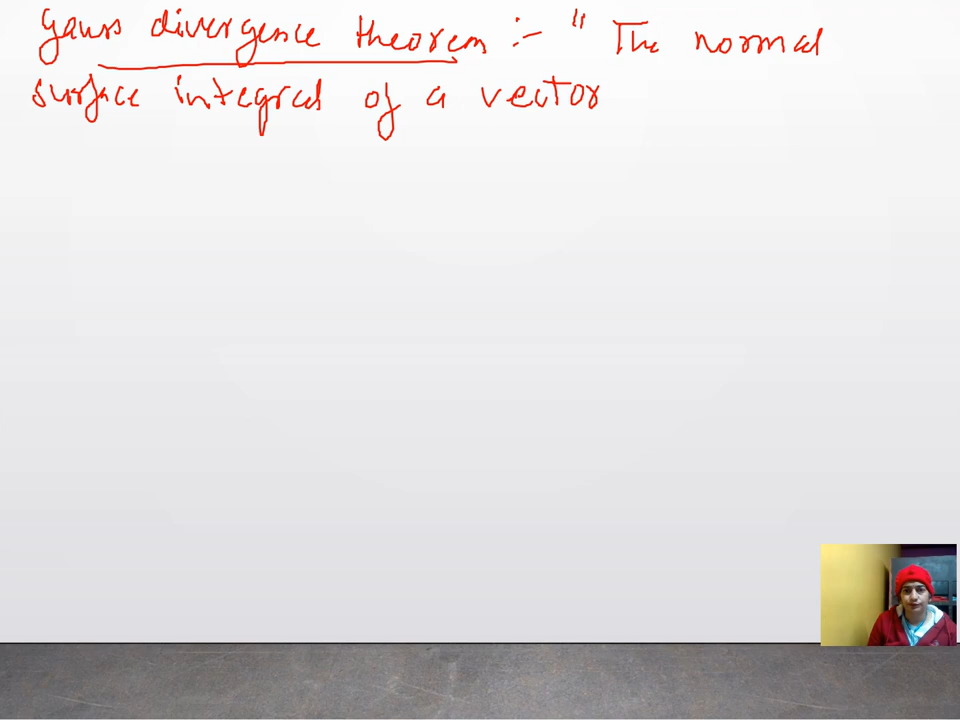 Gauss divergence theorem :- " The normal
surface integral of a vector